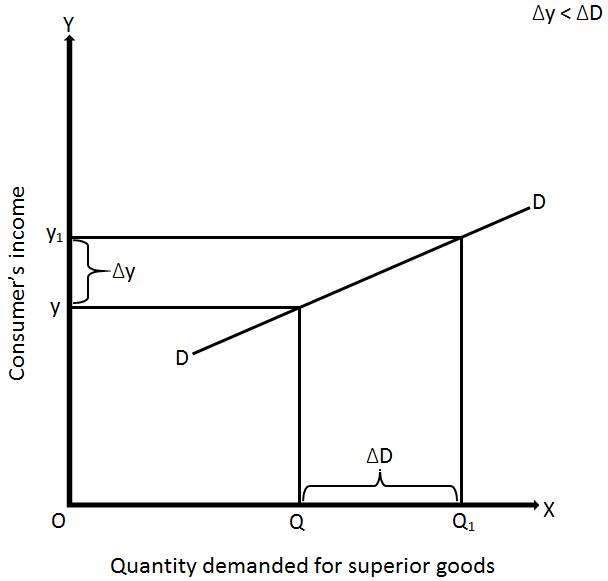 Δy < ΔD
Y
Consumer's income
D
y₁
Δy
y
D
ΔD
O
Q
Q₁
X
Quantity demanded for superior goods